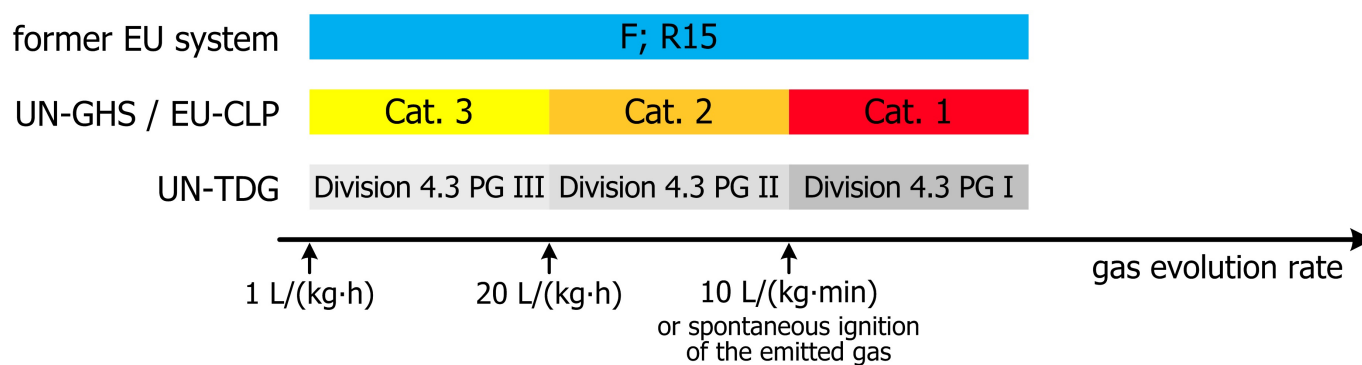 former EU system
F; R15
UN-GHS / EU-CLP
Cat. 3
Cat. 2
Cat. 1
UN-TDG
Division 4.3 PG III
Division 4.3 PG II
Division 4.3 PG I
gas evolution rate
1 L/(kg·h)
20 L/(kg·h)
10 L/(kg·min)
or spontaneous ignition
of the emitted gas